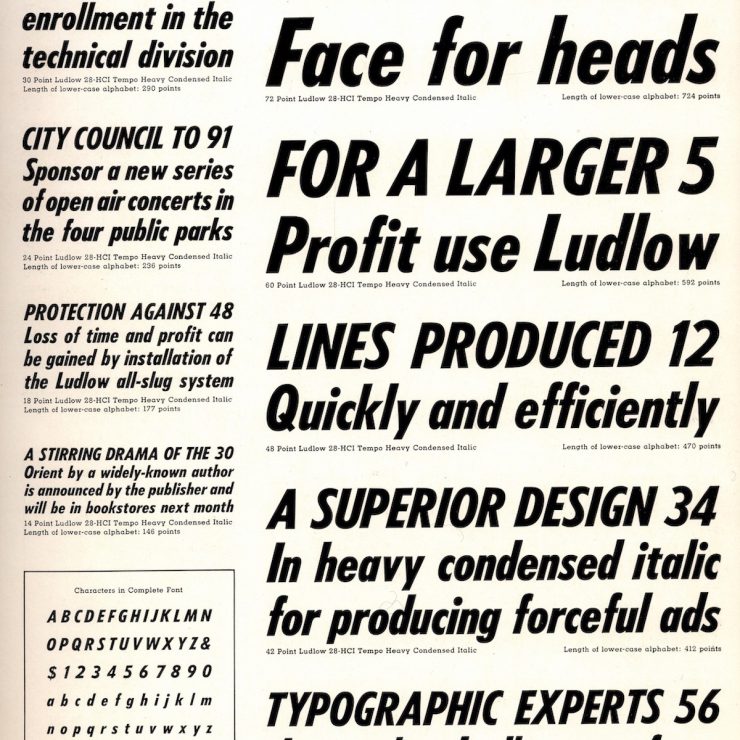 enrollment in the
technical division
30 Point Ludlow 28-HCI Tempo Heavy Condensed Italic
Length of lower-case alphabet: 290 points
CITY COUNCIL TO 91
Sponsor a new series
of open air concerts in
the four public parks
24 Point Ludlow 28-HCI Tempo Heavy Condensed Italic
Length of lower-case alphabet: 236 points
PROTECTION AGAINST 48
Loss of time and profit can
be gained by installation of
the Ludlow all-slug system
18 Point Ludlow 28-HCI Tempo Heavy Condensed Italic
Length of lower-case alphabet: 177 points
A STIRRING DRAMA OF THE 30
Orient by a widely-known author
is announced by the publisher and
will be in bookstores next month
14 Point Ludlow 28-HCI Tempo Heavy Condensed Italic
Length of lower-case alphabet: 146 points
Characters in Complete Font
A B C D E F G H I J K L M N
O P Q R S T U V W X Y Z &
$ 1 2 3 4 5 6 7 8 9 0
a b c d e f g h i j k l m
n o p q r s t u v w x y z
Face for heads
72 Point Ludlow 28-HCI Tempo Heavy Condensed Italic Length of lower-case alphabet: 724 points
FOR A LARGER 5
Profit use Ludlow
60 Point Ludlow 28-HCI Tempo Heavy Condensed Italic Length of lower-case alphabet: 592 points
LINES PRODUCED 12
Quickly and efficiently
48 Point Ludlow 28-HCI Tempo Heavy Condensed Italic Length of lower-case alphabet: 470 points
A SUPERIOR DESIGN 34
In heavy condensed italic
for producing forceful ads
42 Point Ludlow 28-HCI Tempo Heavy Condensed Italic Length of lower-case alphabet: 412 points
TYPOGRAPHIC EXPERTS 56